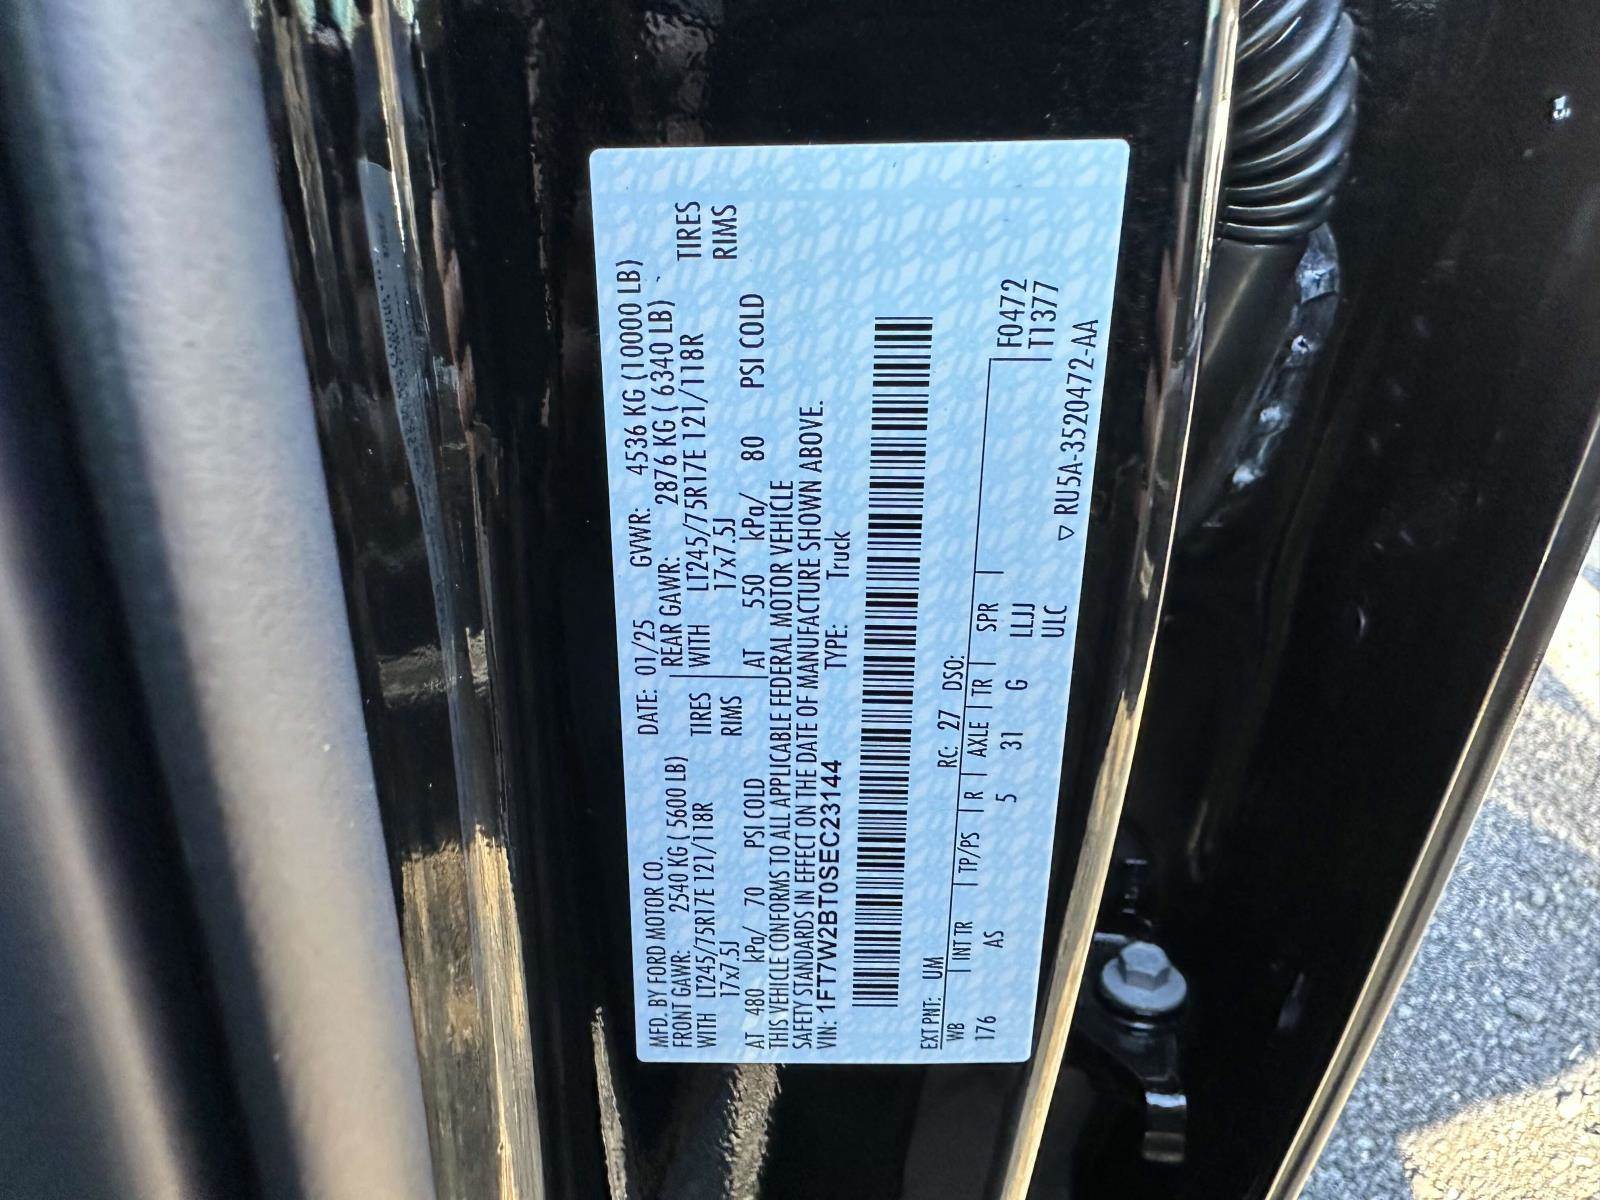 MFD. BY FORD MOTOR CO. DATE: 01/25 GVWR: 4536 KG (10000 LB)
FRONT GAWR: 2540 KG ( 5600 LB) REAR GAWR: 2876 KG ( 6340 LB)
WITH LT245/75R17E 121/118R TIRES WITH LT245/75R17E 121/118R TIRES
17x7.5J RIMS 17x7.5J RIMS
AT 480 kPa/ 70 PSI COLD AT 550 kPa/ 80 PSI COLD
THIS VEHICLE CONFORMS TO ALL APPLICABLE FEDERAL MOTOR VEHICLE
SAFETY STANDARDS IN EFFECT ON THE DATE OF MANUFACTURE SHOWN ABOVE.
VIN: 1FT7W2BT0SEC23144 TYPE: Truck
EXT PNT: UM RC: 27 DSO:
WB INT TR TP/PS R AXLE TR SPR F0472
176 AS 5 31 G LLJJ T1377
ULC
▽ RU5A-3520472-AA